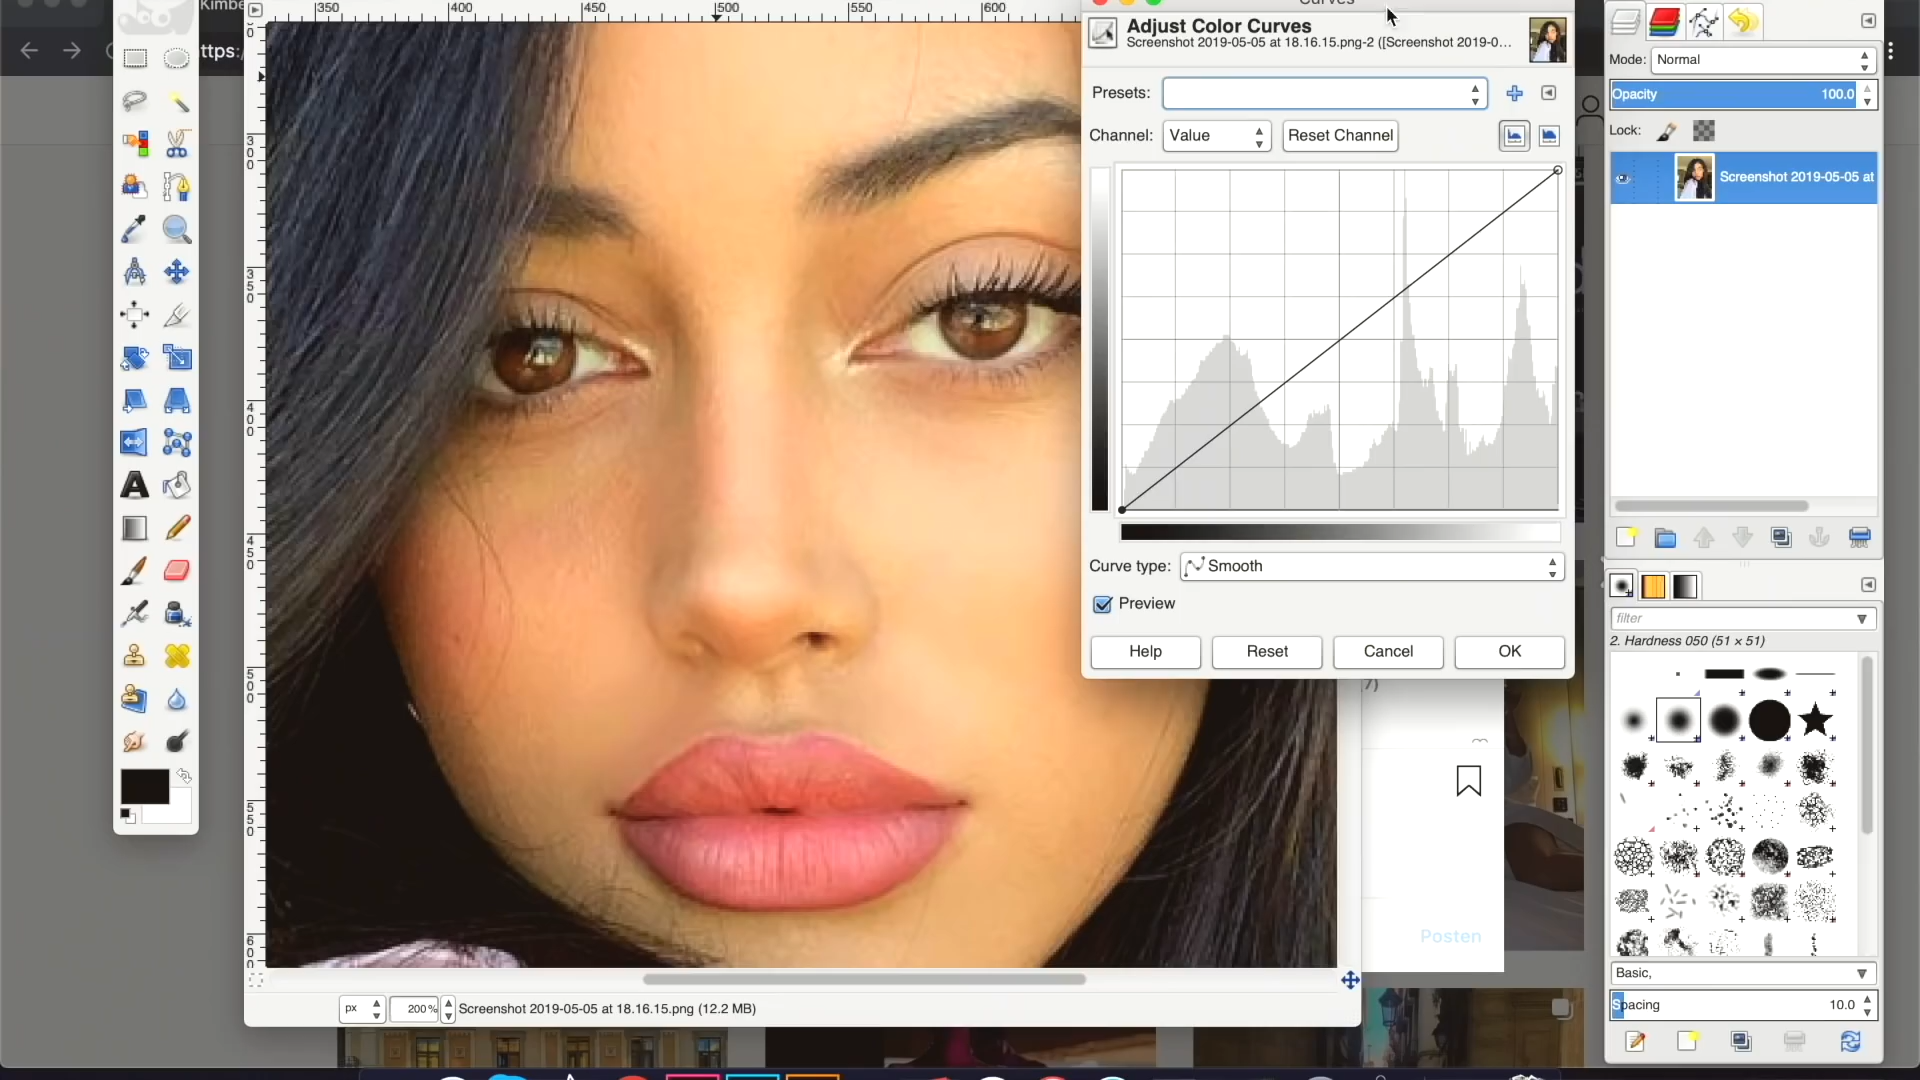 Kimbe
ttps:/
350
400
450
500
550
600
Curves
Adjust Color Curves
Screenshot 2019-05-05 at 18.16.15.png-2 ([Screenshot 2019-0...
Presets:
Channel: Value Reset Channel
Curve type: Smooth
Preview
Help Reset Cancel OK
Mode: Normal
Opacity 100.0
Lock:
Screenshot 2019-05-05 at
filter
2. Hardness 050 (51 × 51)
Basic,
Spacing 10.0
Posten
px 200% Screenshot 2019-05-05 at 18.16.15.png (12.2 MB)